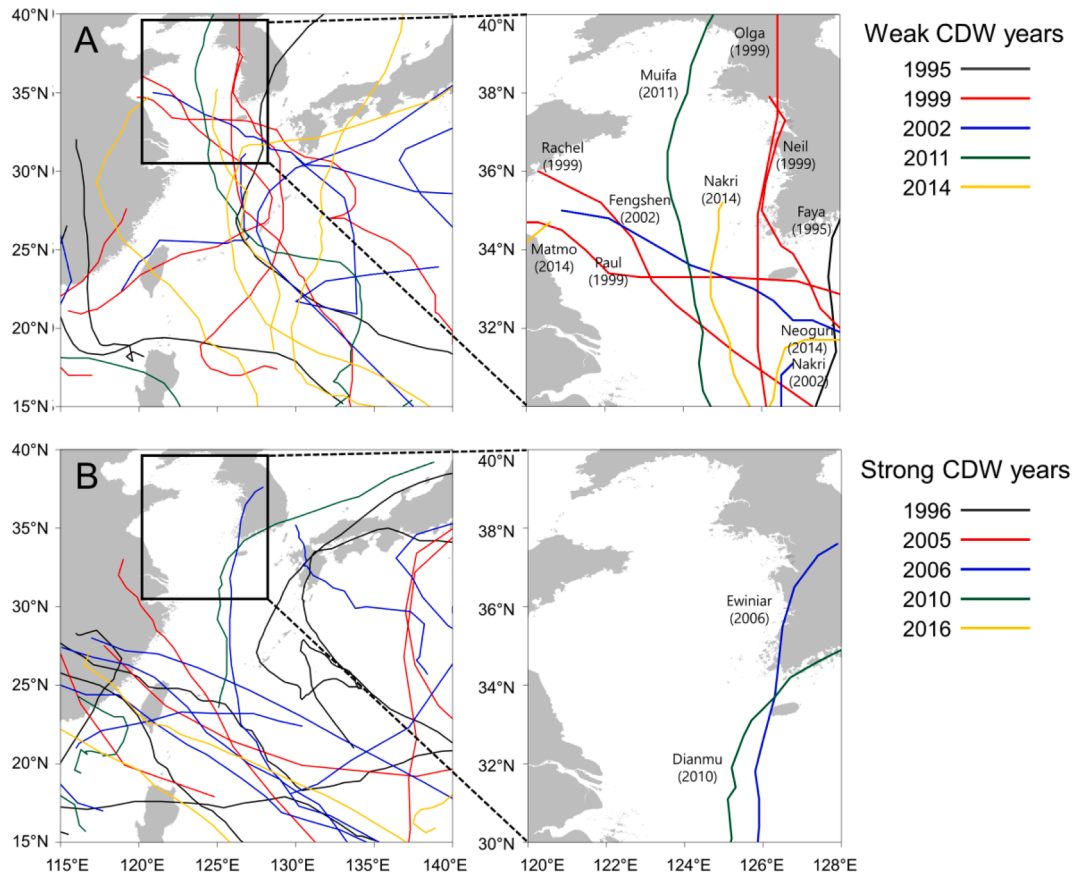 A
40°N
35°N
30°N
25°N
20°N
15°N
40°N
38°N
36°N
34°N
32°N
Olga
(1999)
Muifa
(2011)
Rachel
(1999)
Neil
(1999)
Fengshen
(2002)
Nakri
(2014)
Faya
(1995)
Matmo
(2014)
Paul
(1999)
Neoguri
(2014)
Nakri
(2002)
Weak CDW years
1995
1999
2002
2011
2014
B
40°N
35°N
30°N
25°N
20°N
15°N
115°E
120°E
125°E
130°E
135°E
140°E
40°N
38°N
36°N
34°N
32°N
30°N
120°E
122°E
124°E
126°E
128°E
Ewiniar
(2006)
Dianmu
(2010)
Strong CDW years
1996
2005
2006
2010
2016